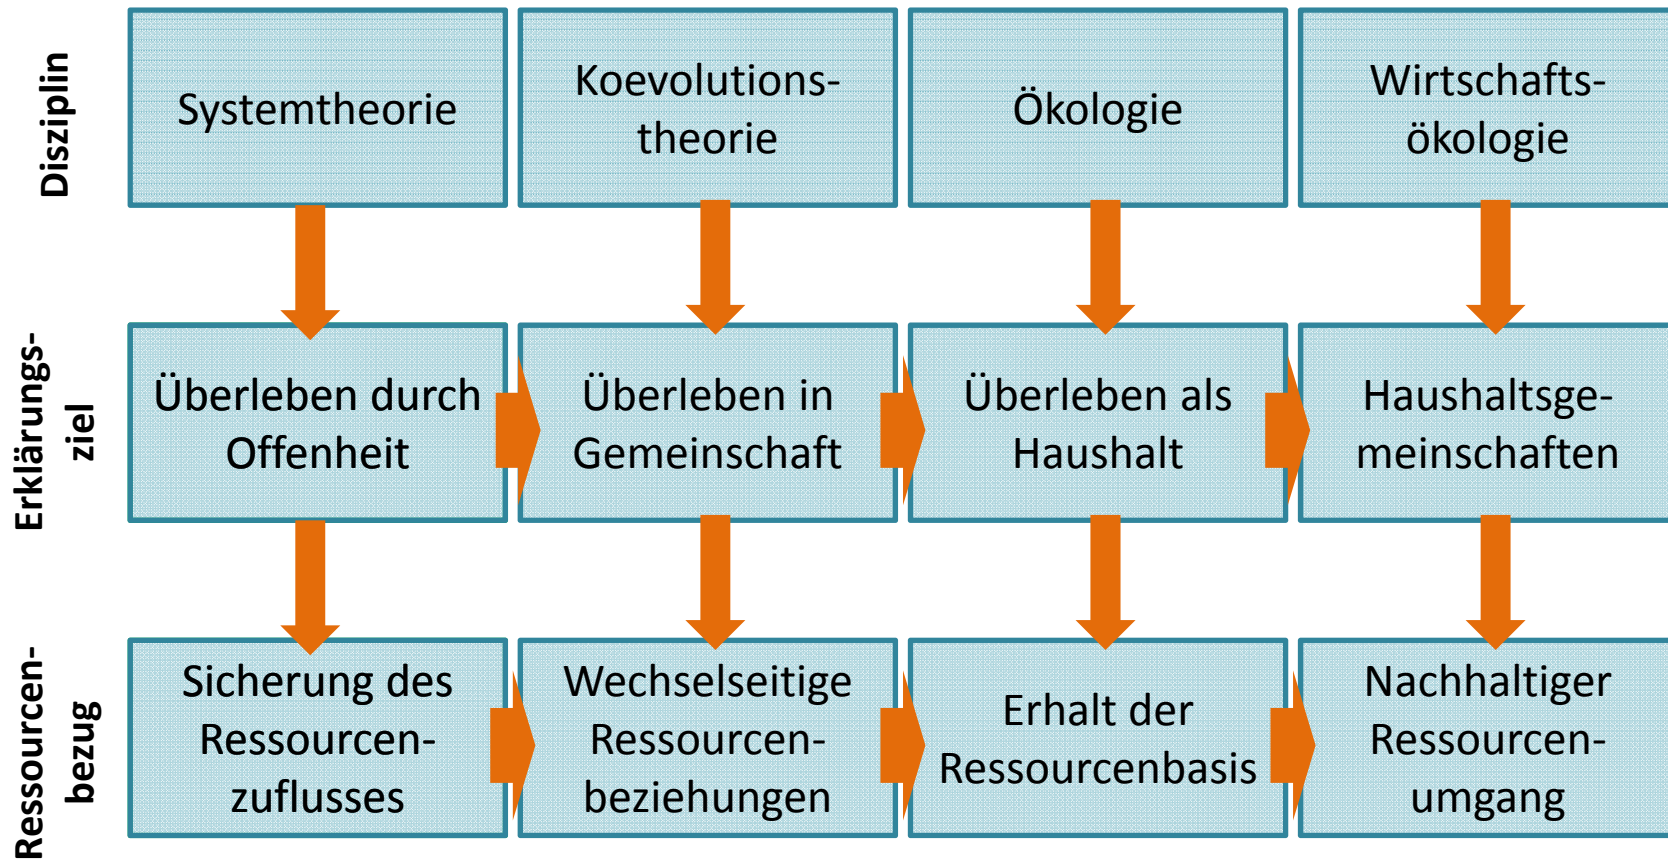 Disziplin
Systemtheorie
Koevolutions-
theorie
Ökologie
Wirtschafts-
ökologie
Erklärungs-
ziel
Überleben durch
Offenheit
Überleben in
Gemeinschaft
Überleben als
Haushalt
Haushaltsge-
meinschaften
Ressourcen-
bezug
Sicherung des
Ressourcen-
zuflusses
Wechselseitige
Ressourcen-
beziehungen
Erhalt der
Ressourcenbasis
Nachhaltiger
Ressourcen-
umgang